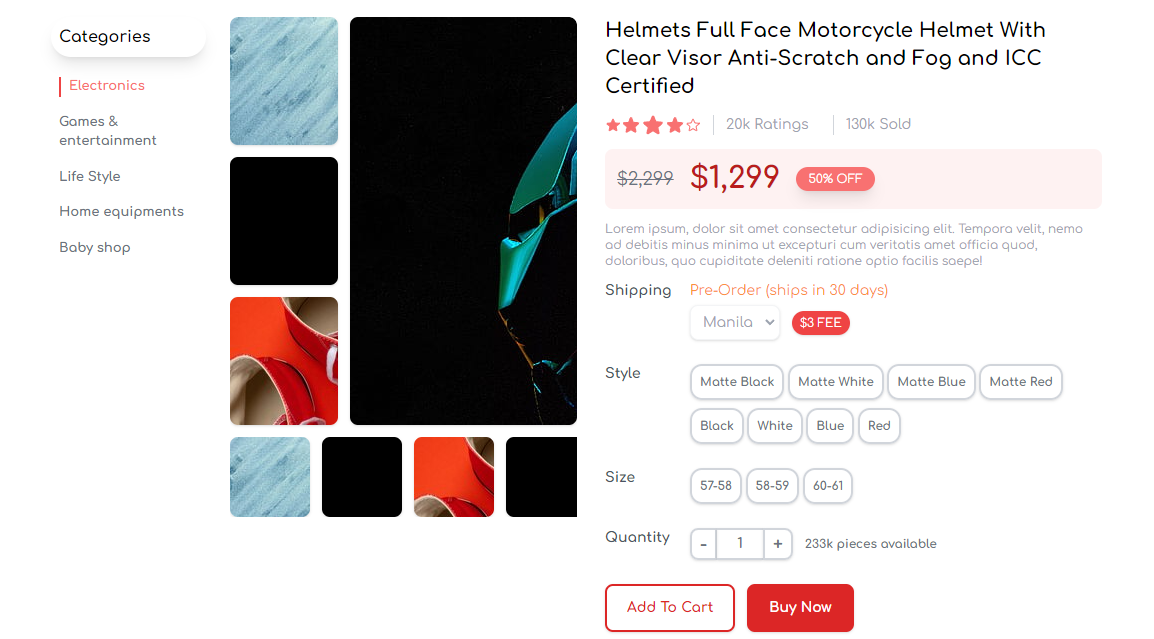 Categories
Electronics
Games &
entertainment
Life Style
Home equipments
Baby shop
Helmets Full Face Motorcycle Helmet With
Clear Visor Anti-Scratch and Fog and ICC
Certified
20k Ratings
130k Sold
$2,299 $1,299 50% OFF
Lorem ipsum, dolor sit amet consectetur adipisicing elit. Tempora velit, nemo
ad debitis minus minima ut excepturi cum veritatis amet officia quod,
doloribus, quo cupiditate deleniti ratione optio facilis saepe!
Shipping Pre-Order (ships in 30 days)
Manila $3 FEE
Style Matte Black Matte White Matte Blue Matte Red
Black White Blue Red
Size 57-58 58-59 60-61
Quantity - 1 + 233k pieces available
Add To Cart Buy Now